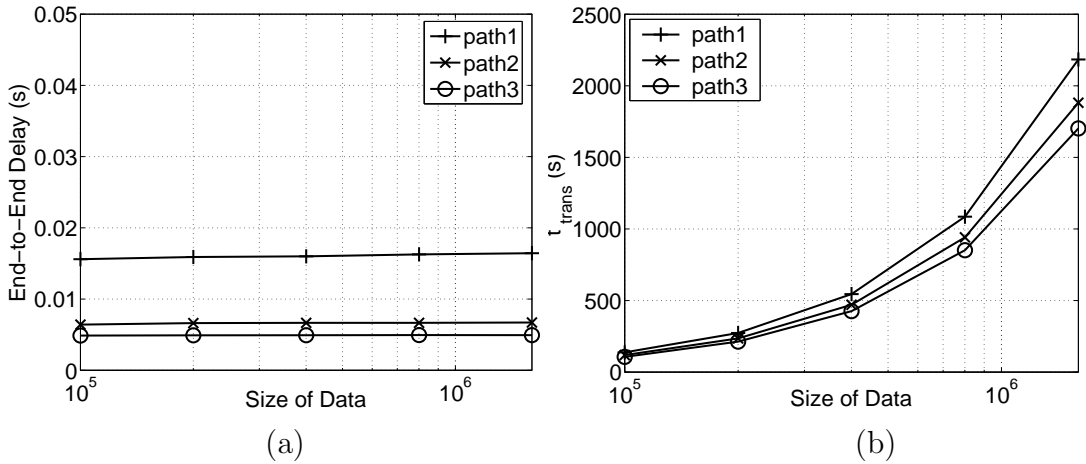 0.05
0.04
0.03
0.02
0.01
0
End−to−End Delay (s)
path1
path2
path3
10^5
10^6
Size of Data
(a)
2500
2000
1500
1000
500
0
t_trans (s)
path1
path2
path3
10^5
10^6
Size of Data
(b)